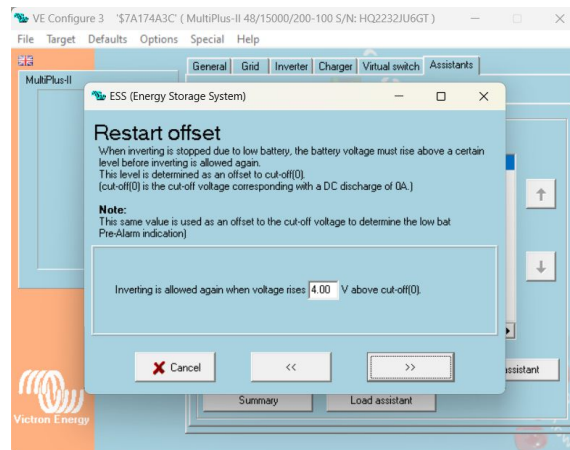 VE Configure 3 '$7A174A3C' ( MultiPlus-II 48/15000/200-100 S/N: HQ2232JU6GT )
File Target Defaults Options Special Help
General Grid Inverter Charger Virtual switch Assistants
MultiPlus-II
ESS (Energy Storage System)
Restart offset
When inverting is stopped due to low battery, the battery voltage must rise above a certain
level before inverting is allowed again.
This level is determined as an offset to cut-off(0).
(cut-off(0) is the cut-off voltage corresponding with a DC discharge of 0A.)
Note:
This same value is used as an offset to the cut-off voltage to determine the low bat
Pre-Alarm indication)
Inverting is allowed again when voltage rises 4.00 V above cut-off(0).
Cancel << >>
assistant
Summary Load assistant
Victron Energy